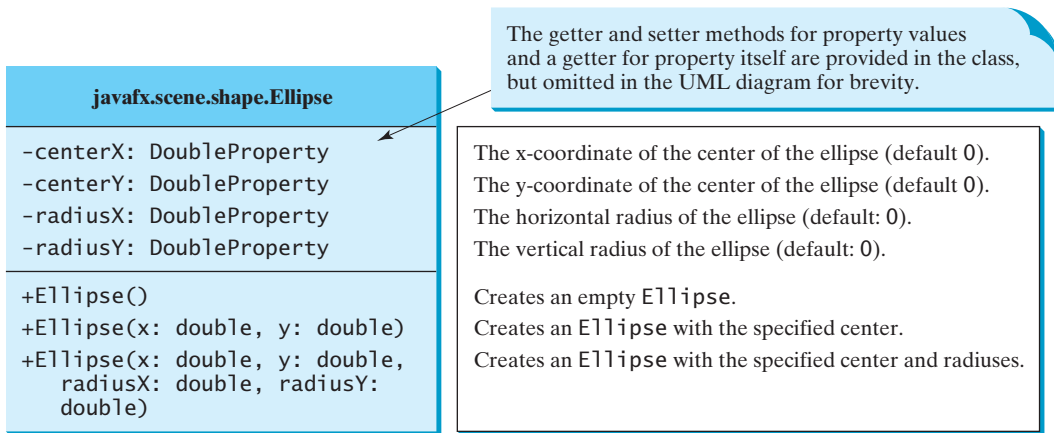 The getter and setter methods for property values
and a getter for property itself are provided in the class,
but omitted in the UML diagram for brevity.
javafx.scene.shape.Ellipse
-centerX: DoubleProperty
-centerY: DoubleProperty
-radiusX: DoubleProperty
-radiusY: DoubleProperty
The x-coordinate of the center of the ellipse (default 0).
The y-coordinate of the center of the ellipse (default 0).
The horizontal radius of the ellipse (default: 0).
The vertical radius of the ellipse (default: 0).
+Ellipse()
+Ellipse(x: double, y: double)
+Ellipse(x: double, y: double,
radiusX: double, radiusY:
double)
Creates an empty Ellipse.
Creates an Ellipse with the specified center.
Creates an Ellipse with the specified center and radiuses.